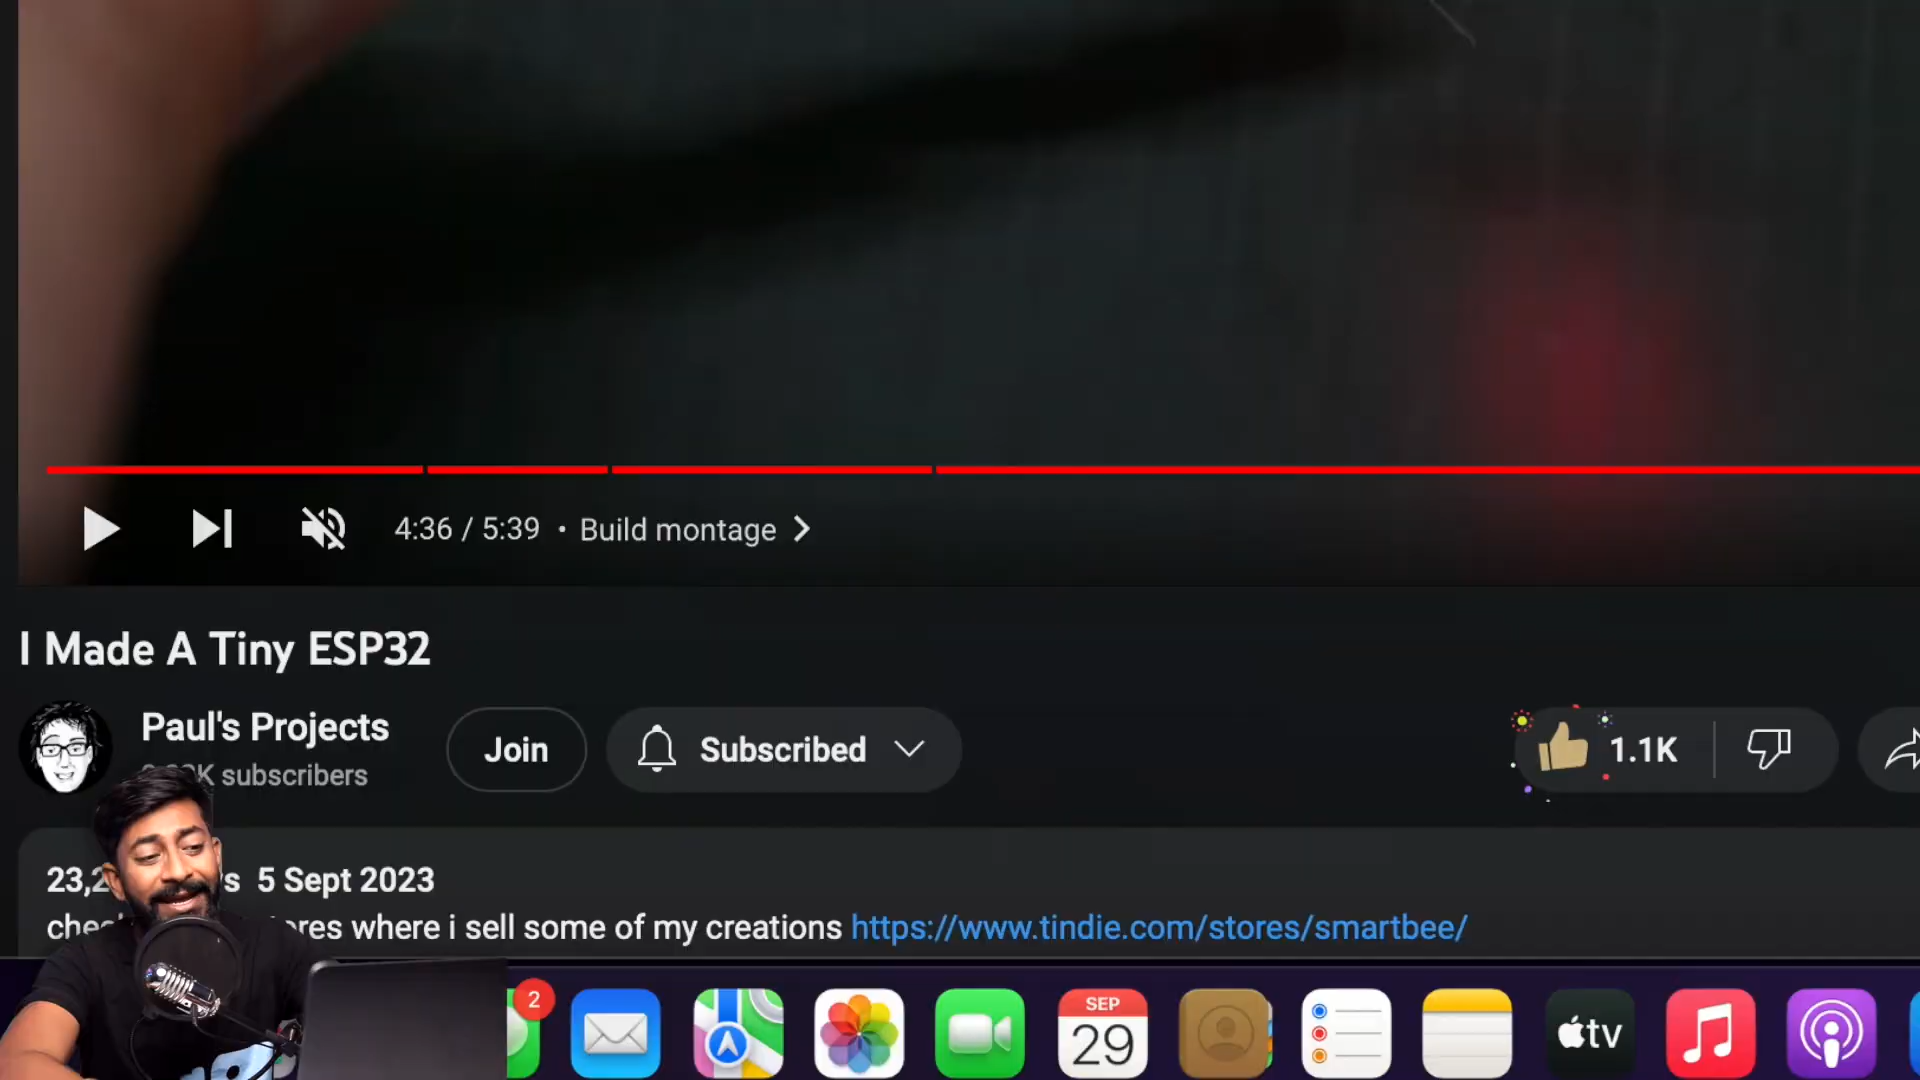 4:36 / 5:39 • Build montage
I Made A Tiny ESP32
Paul's Projects
K subscribers
Join
Subscribed
1.1K
23,2 s 5 Sept 2023
ores where i sell some of my creations https://www.tindie.com/stores/smartbee/
2
SEP
29
tv